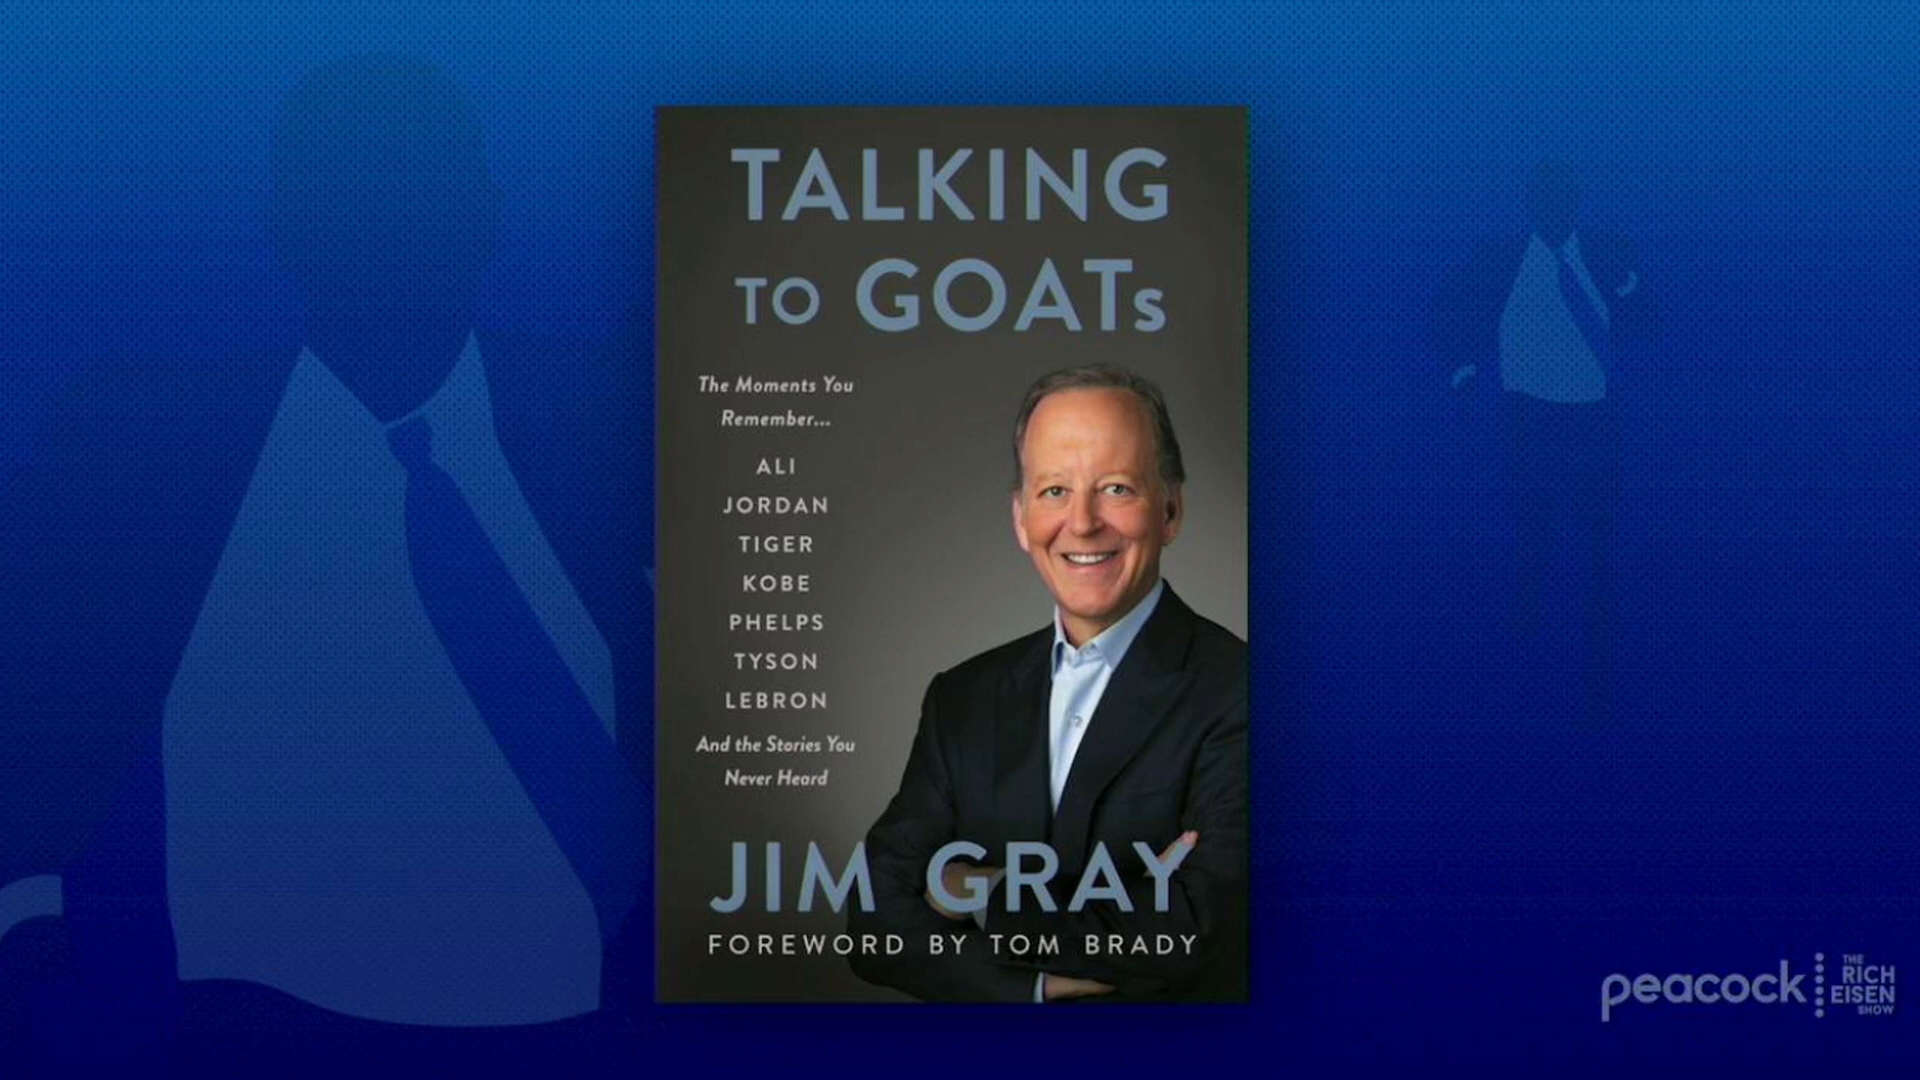 TALKING
TO GOATs
The Moments You
Remember...
ALI
JORDAN
TIGER
KOBE
PHELPS
TYSON
LEBRON
And the Stories You
Never Heard
JIM GRAY
FOREWORD BY TOM BRADY
peacock
THE
RICH
EISEN
SHOW